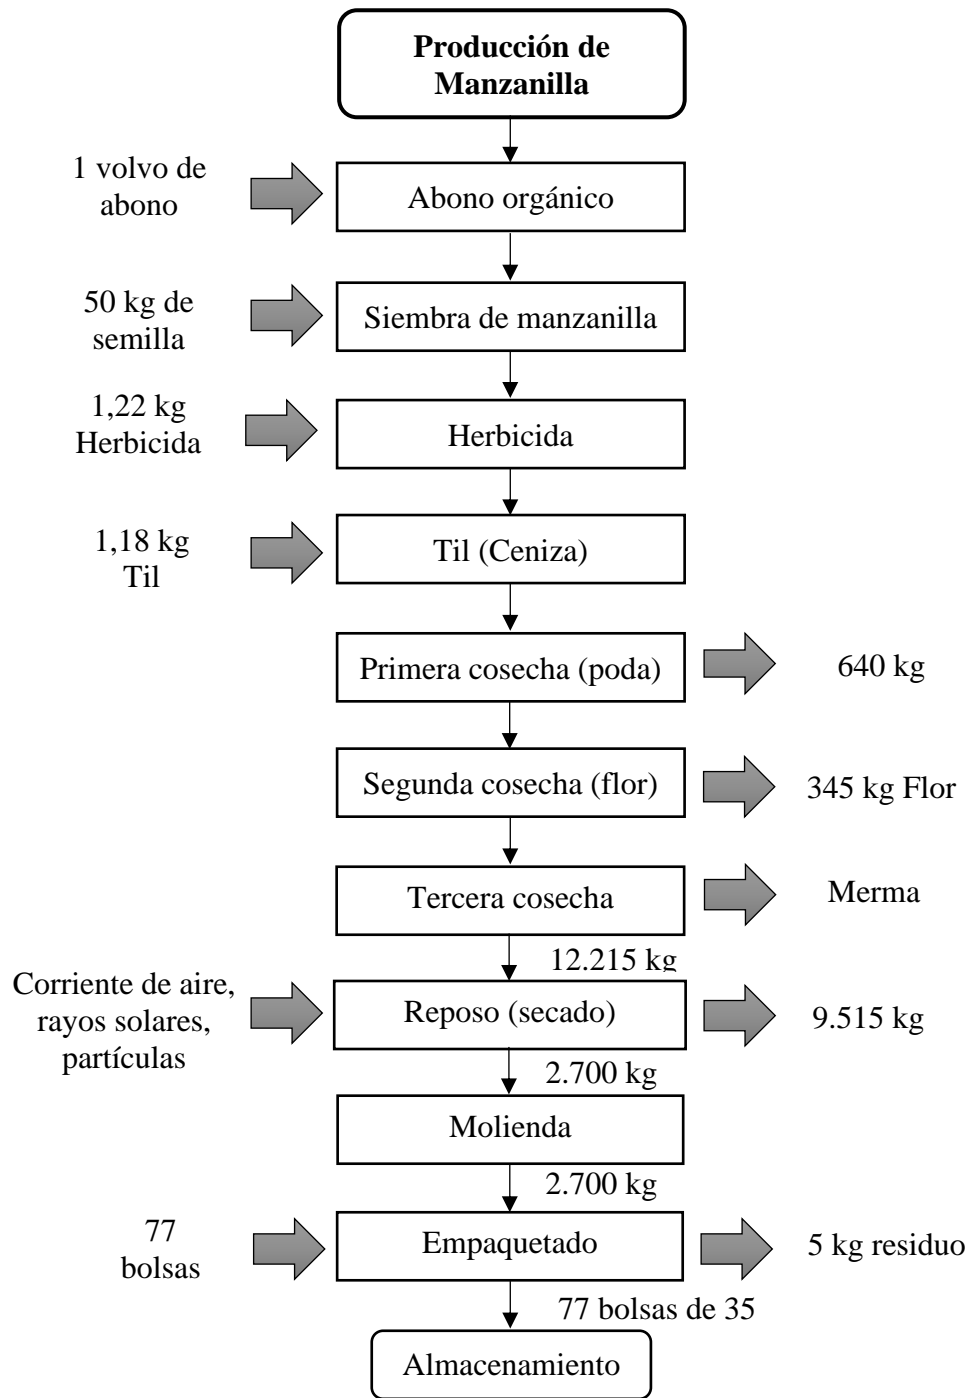 Producción de
Manzanilla
1 volvo de
abono
Abono orgánico
50 kg de
semilla
Siembra de manzanilla
1,22 kg
Herbicida
Herbicida
1,18 kg
Til
Til (Ceniza)
Primera cosecha (poda)
640 kg
Segunda cosecha (flor)
345 kg Flor
Tercera cosecha
Merma
12.215 kg
Corriente de aire,
rayos solares,
partículas
Reposo (secado)
9.515 kg
2.700 kg
Molienda
2.700 kg
77
bolsas
Empaquetado
5 kg residuo
77 bolsas de 35
Almacenamiento